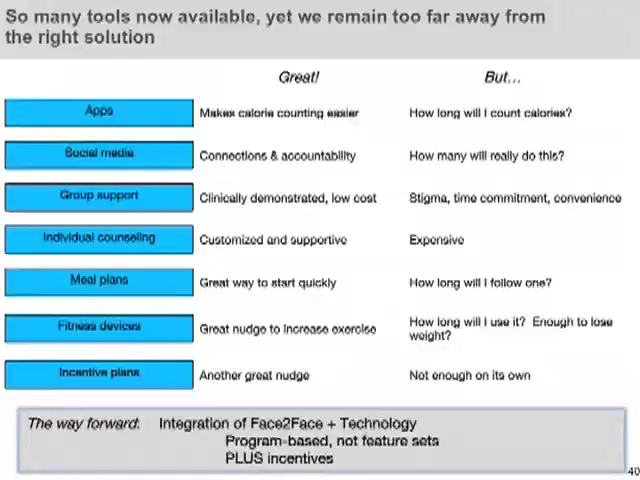 So many tools now available, yet we remain too far away from
the right solution
Great! But...
Apps Makes calorie counting easier How long will I count calories?
Social media Connections & accountability How many will really do this?
Group support Clinically demonstrated, low cost Stigma, time commitment, convenience
Individual counseling Customized and supportive Expensive
Meal plans Great way to start quickly How long will I follow one?
Fitness devices Great nudge to increase exercise How long will I use it? Enough to lose
weight?
Incentive plans Another great nudge Not enough on its own
The way forward: Integration of Face2Face + Technology
Program-based, not feature sets
PLUS incentives
40